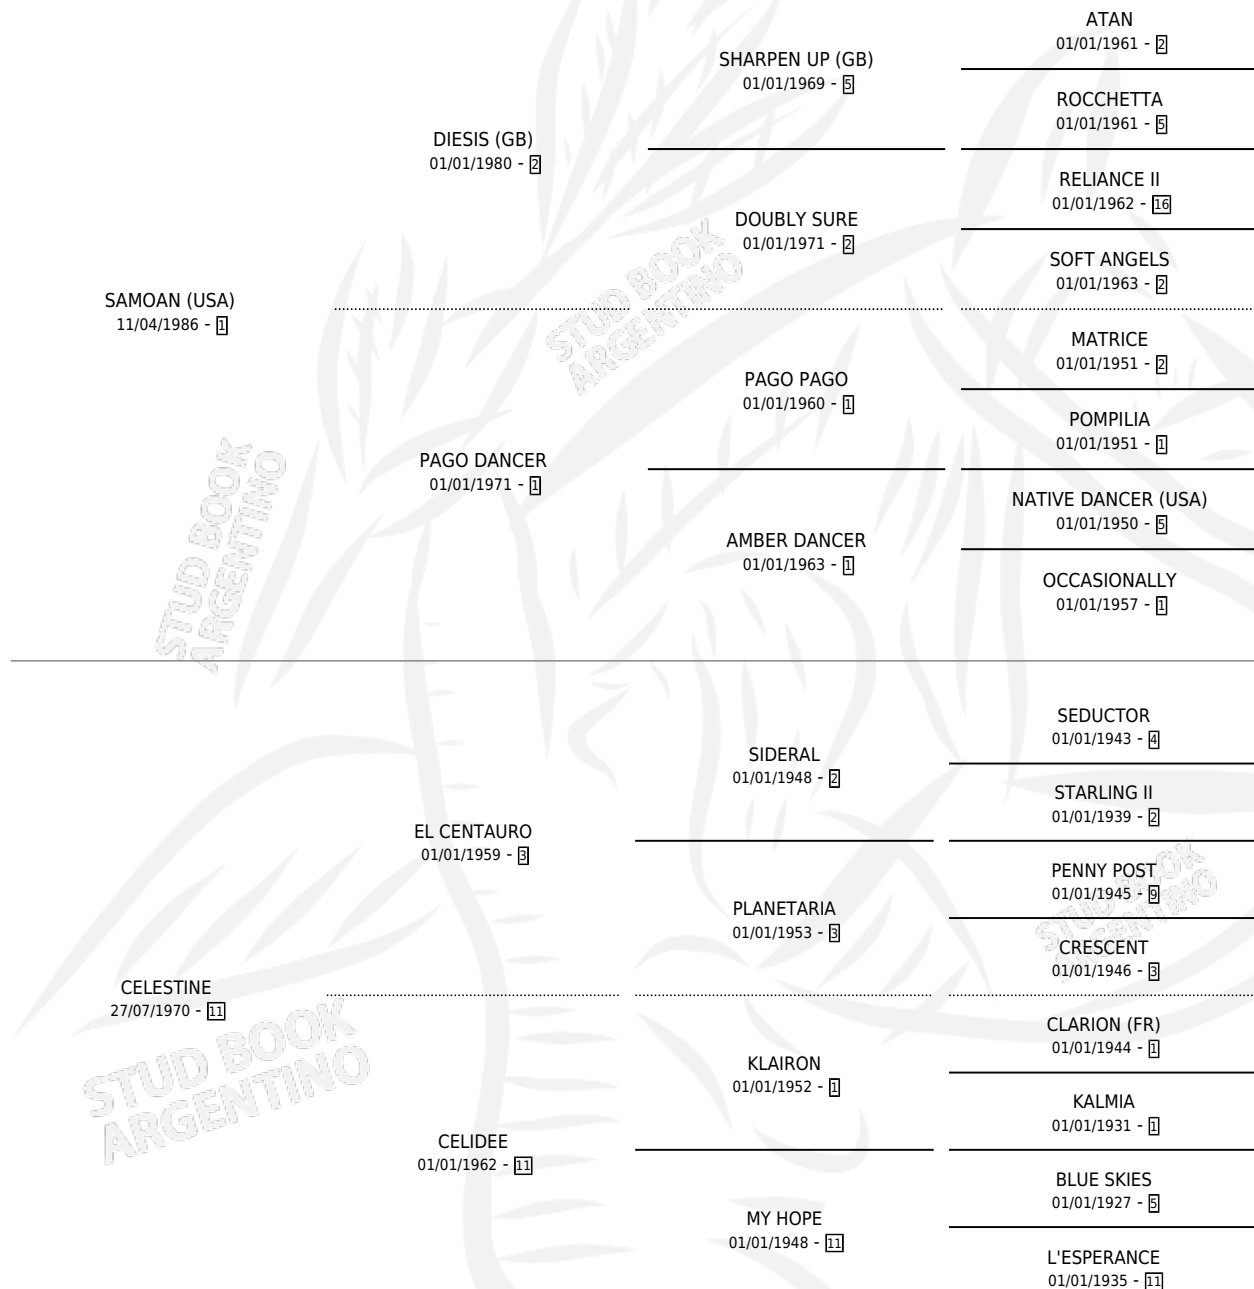 ATAN
01/01/1961 - 2
SHARPEN UP (GB)
01/01/1969 - 5
ROCCHETTA
01/01/1961 - 5
DIESIS (GB)
01/01/1980 - 2
RELIANCE II
01/01/1962 - 16
DOUBLY SURE
01/01/1971 - 2
SOFT ANGELS
01/01/1963 - 2
SAMOAN (USA)
11/04/1986 - 1
MATRICE
01/01/1951 - 2
PAGO PAGO
01/01/1960 - 1
POMPILIA
01/01/1951 - 1
PAGO DANCER
01/01/1971 - 1
NATIVE DANCER (USA)
01/01/1950 - 5
AMBER DANCER
01/01/1963 - 1
OCCASIONALLY
01/01/1957 - 1
SEDUCTOR
01/01/1943 - 4
SIDERAL
01/01/1948 - 2
STARLING II
01/01/1939 - 2
EL CENTAURO
01/01/1959 - 3
PENNY POST
01/01/1945 - 9
PLANETARIA
01/01/1953 - 3
CRESCENT
01/01/1946 - 3
CELESTINE
27/07/1970 - 11
CLARION (FR)
01/01/1944 - 1
KLAIRON
01/01/1952 - 1
KALMIA
01/01/1931 - 1
CELIDEE
01/01/1962 - 11
BLUE SKIES
01/01/1927 - 5
MY HOPE
01/01/1948 - 11
L'ESPERANCE
01/01/1935 - 11
STUD BOOK
ARGENTINO
STUD BOOK
ARGENTINO
STUD BOOK
ARGENTINO
STUD BOOK
ARGENTINO